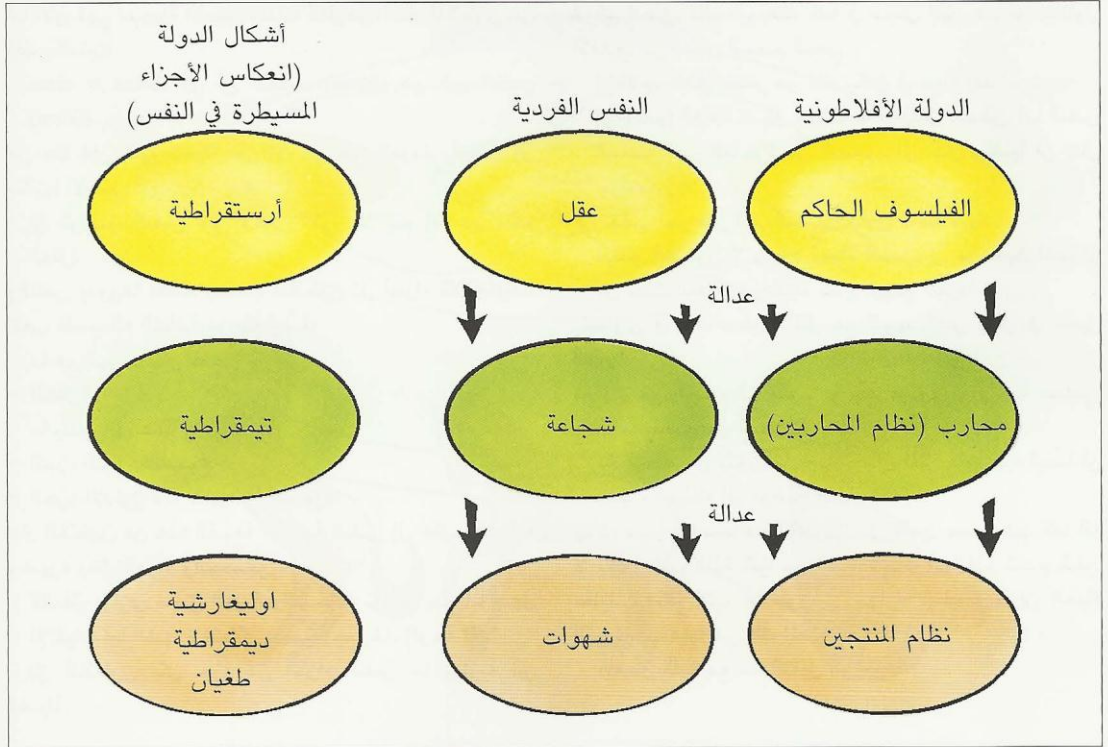 الدولة الأفلاطونية
النفس الفردية
أشكال الدولة
(انعكاس الأجزاء
المسيطرة في النفس)
الفيلسوف الحاكم
عقل
أرستقراطية
عدالة
محارب (نظام المحاربين)
شجاعة
تيمقراطية
عدالة
نظام المنتجين
شهوات
اوليغارشية
ديمقراطية
طغيان